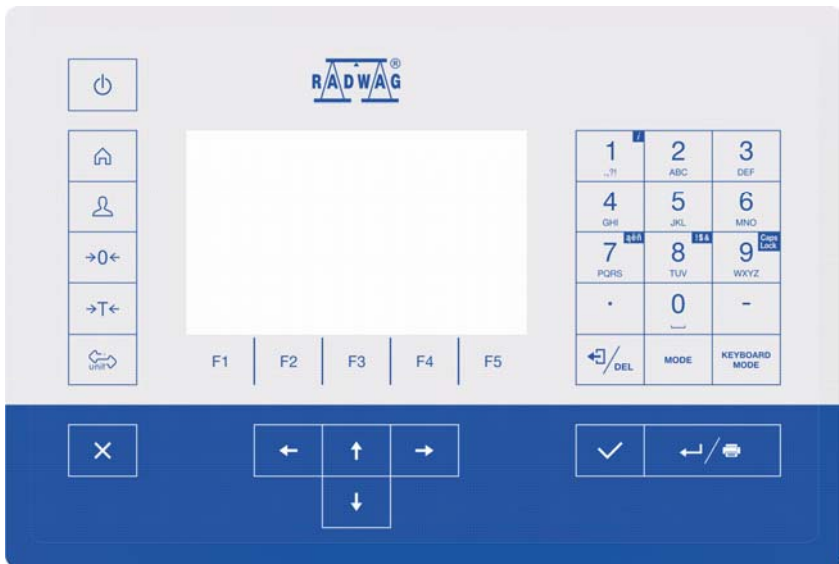 RADWAG®
1 i
.,?!
2
ABC
3
DEF
4
GHI
5
JKL
6
MNO
7 ąêñ
PQRS
8 !$&
TUV
9 Caps Lock
WXYZ
.
0
-
→0←
→T←
unit
F1 F2 F3 F4 F5
/DEL
MODE
KEYBOARD
MODE